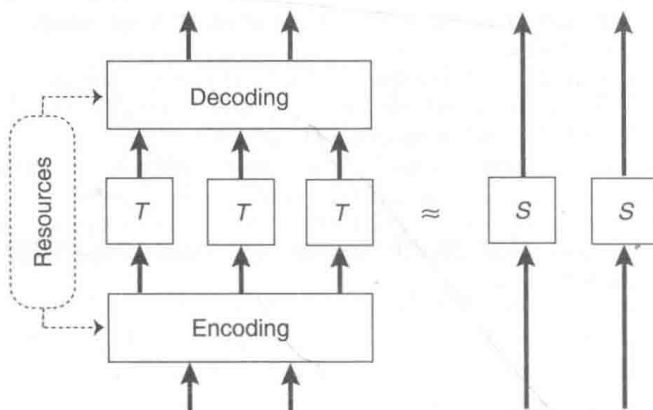 Decoding
Resources
T T T ≈ S S
Encoding